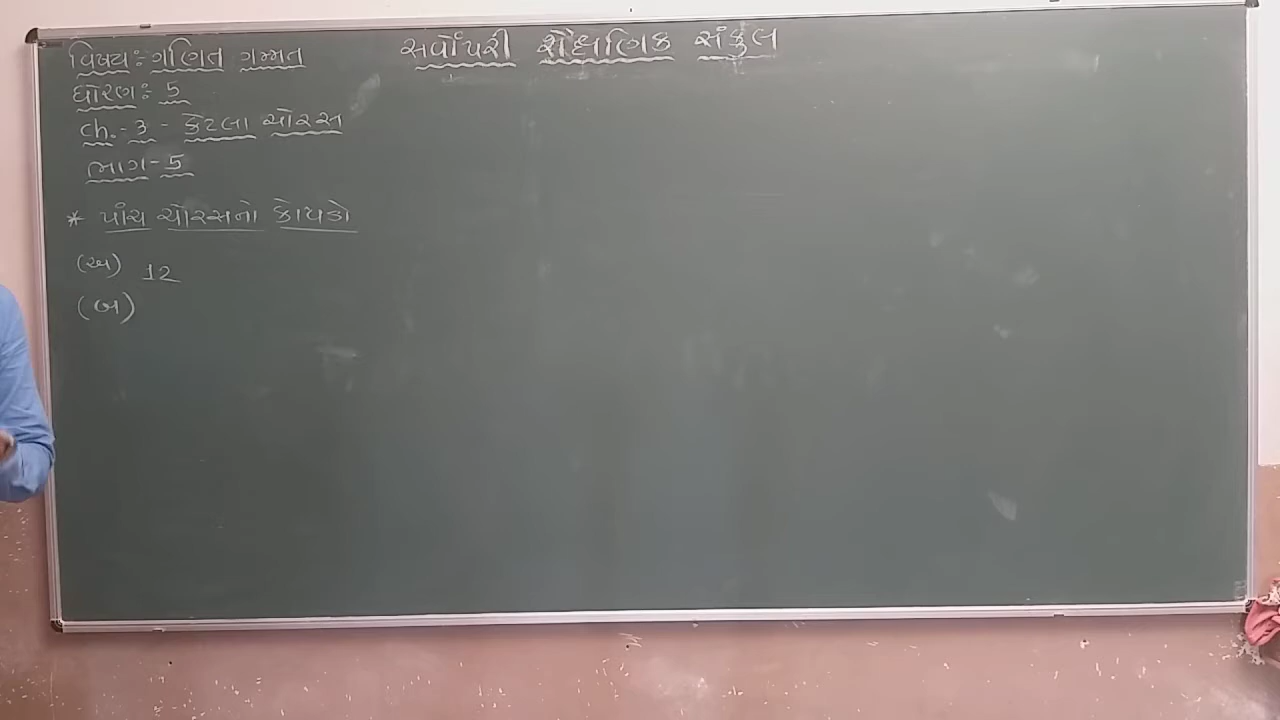 સર્વોપરી શૈક્ષણિક સંકુલ
વિષય: ગણિત ગમ્મત
ધોરણ: 5
ch.-3 - કેટલા ચોરસ
ભાગ-5
* પાંચ ચોરસનો કોયડો
(અ) 12
(બ)